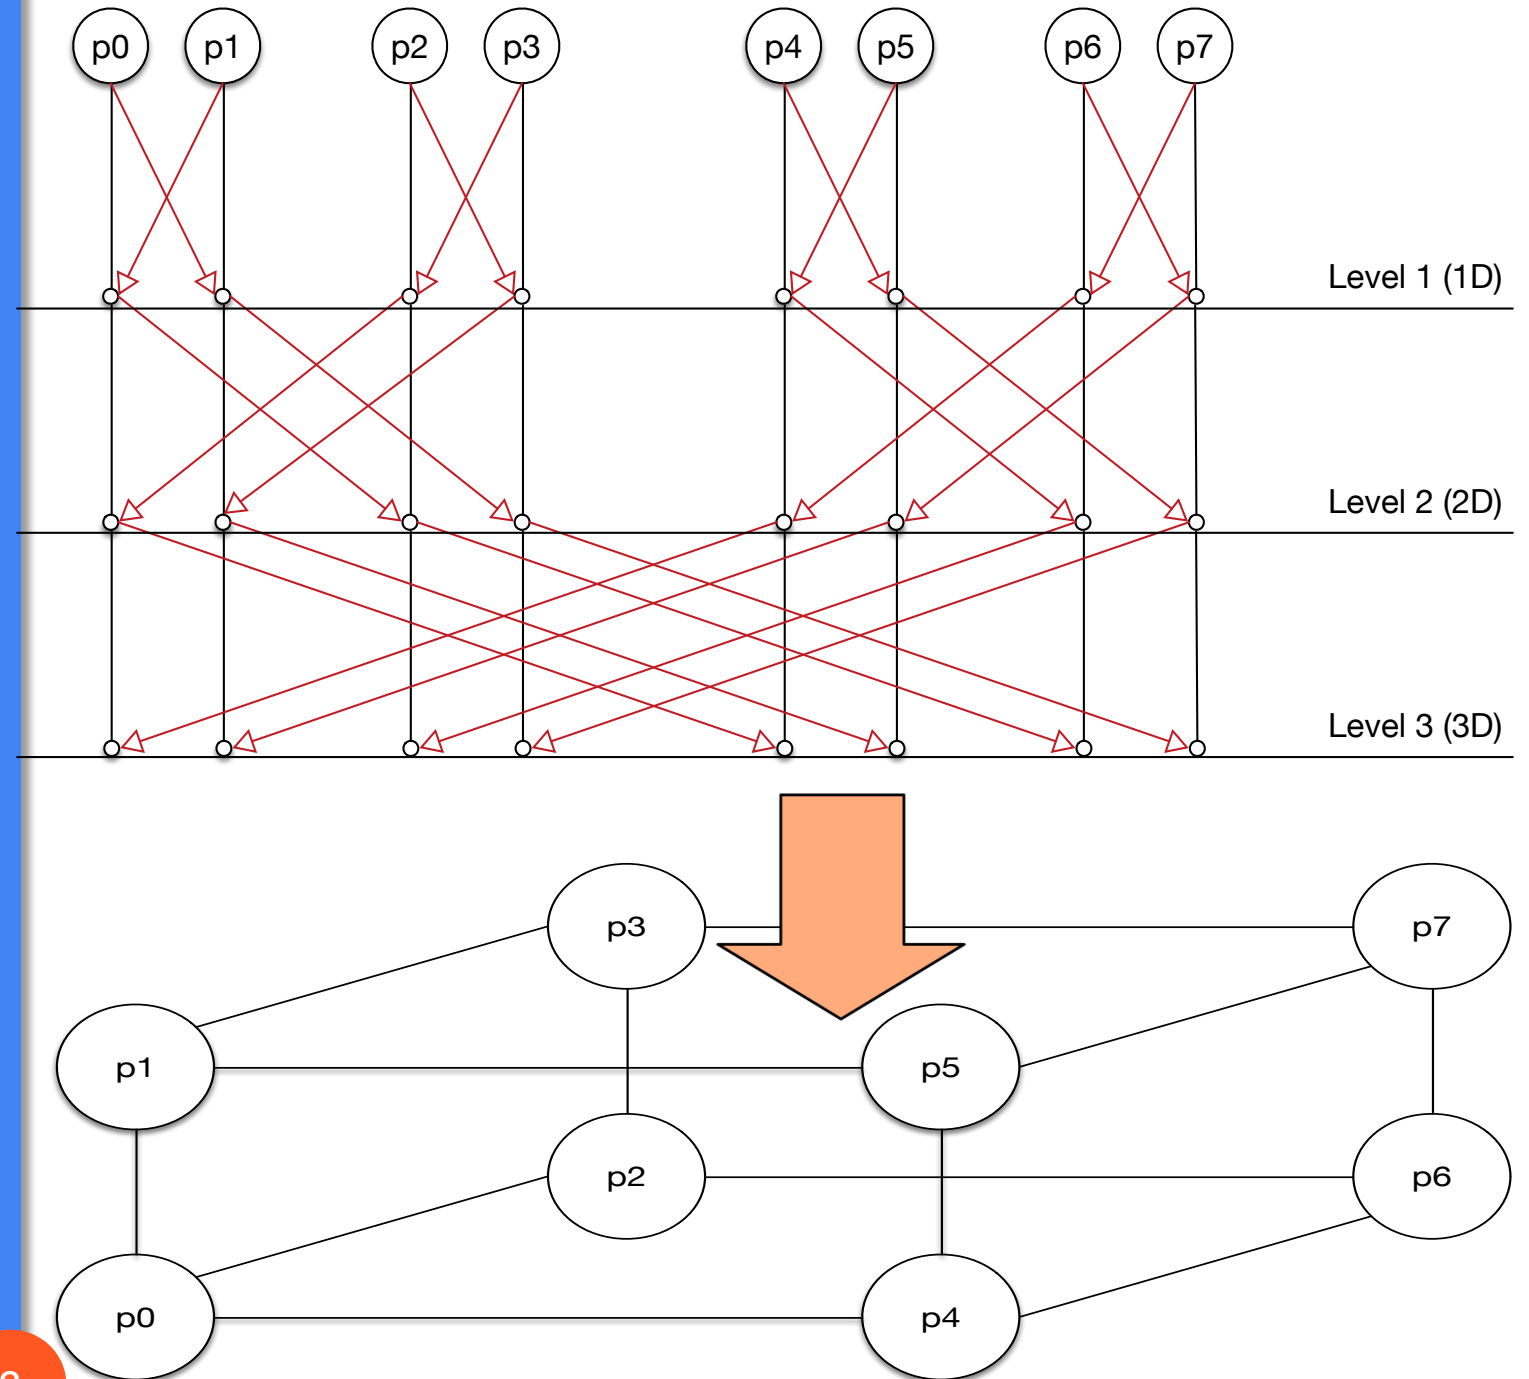 p0 p1 p2 p3 p4 p5 p6 p7
Level 1 (1D)
Level 2 (2D)
Level 3 (3D)
p3 p7
p1 p5
p2 p6
p0 p4